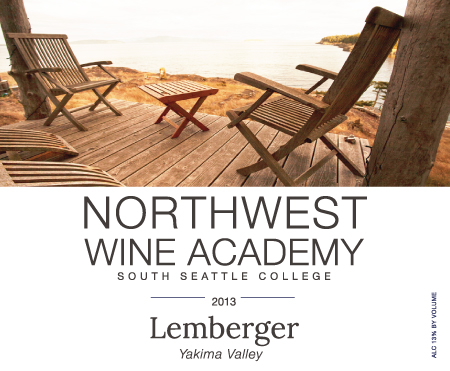 NORTHWEST
WINE ACADEMY
SOUTH SEATTLE COLLEGE
2013
Lemberger
Yakima Valley
ALC 13% BY VOLUME